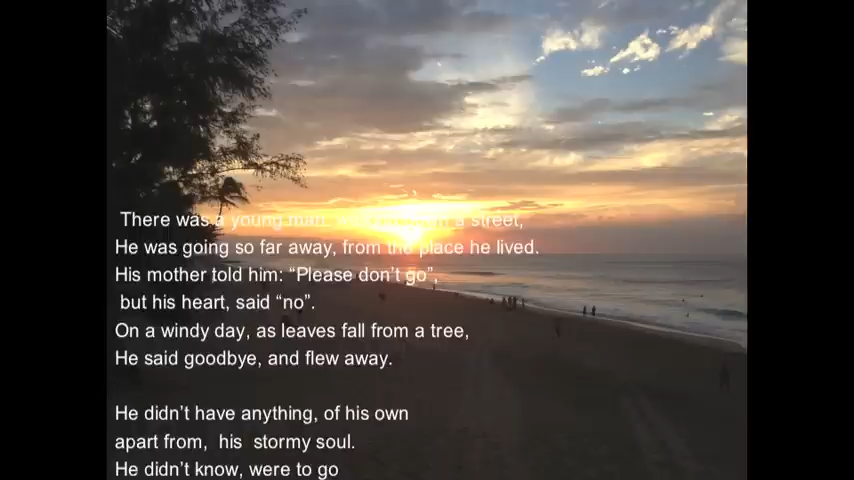 There was a young man, a street,
He was going so far away, from the place he lived.
His mother told him: “Please don’t go”,
but his heart, said “no”.
On a windy day, as leaves fall from a tree,
He said goodbye, and flew away.
He didn’t have anything, of his own
apart from, his stormy soul.
He didn’t know, were to go